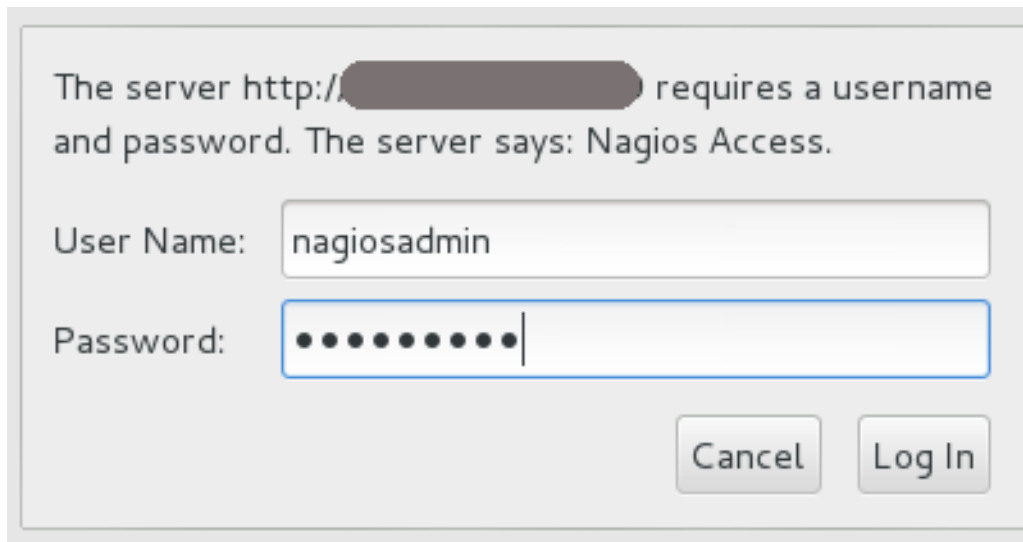 The server http:// requires a username
and password. The server says: Nagios Access.
User Name: nagiosadmin
Password: •••••••••
Cancel Log In